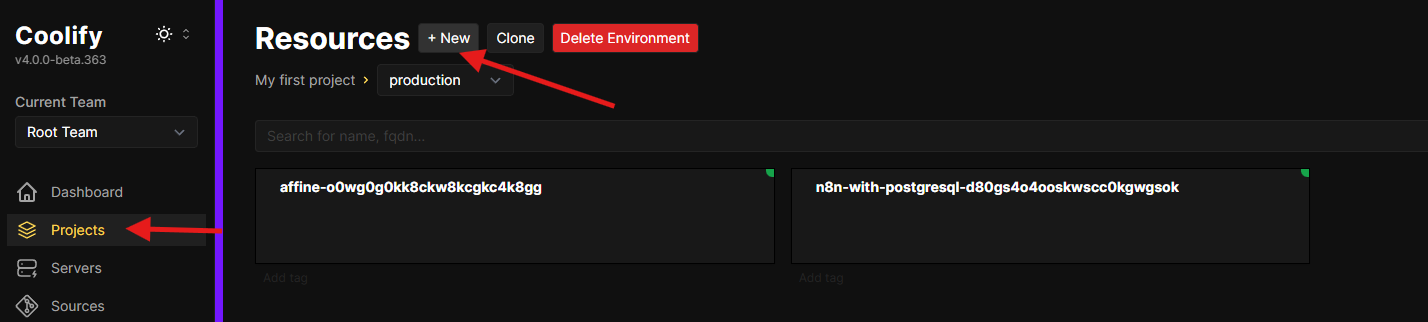 Coolify
v4.0.0-beta.363
Current Team
Root Team
Dashboard
Projects
Servers
Sources
Resources + New Clone Delete Environment
My first project > production
Search for name, fqdn...
affine-o0wg0g0kk8ckw8kcgkc4k8gg
n8n-with-postgresql-d80gs4o4ooskwscc0kgwgsok
Add tag
Add tag